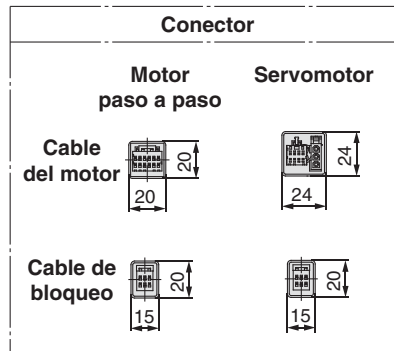 Conector
Motor
paso a paso
Servomotor
Cable
del motor
20
20
24
24
Cable de
bloqueo
20
15
20
15